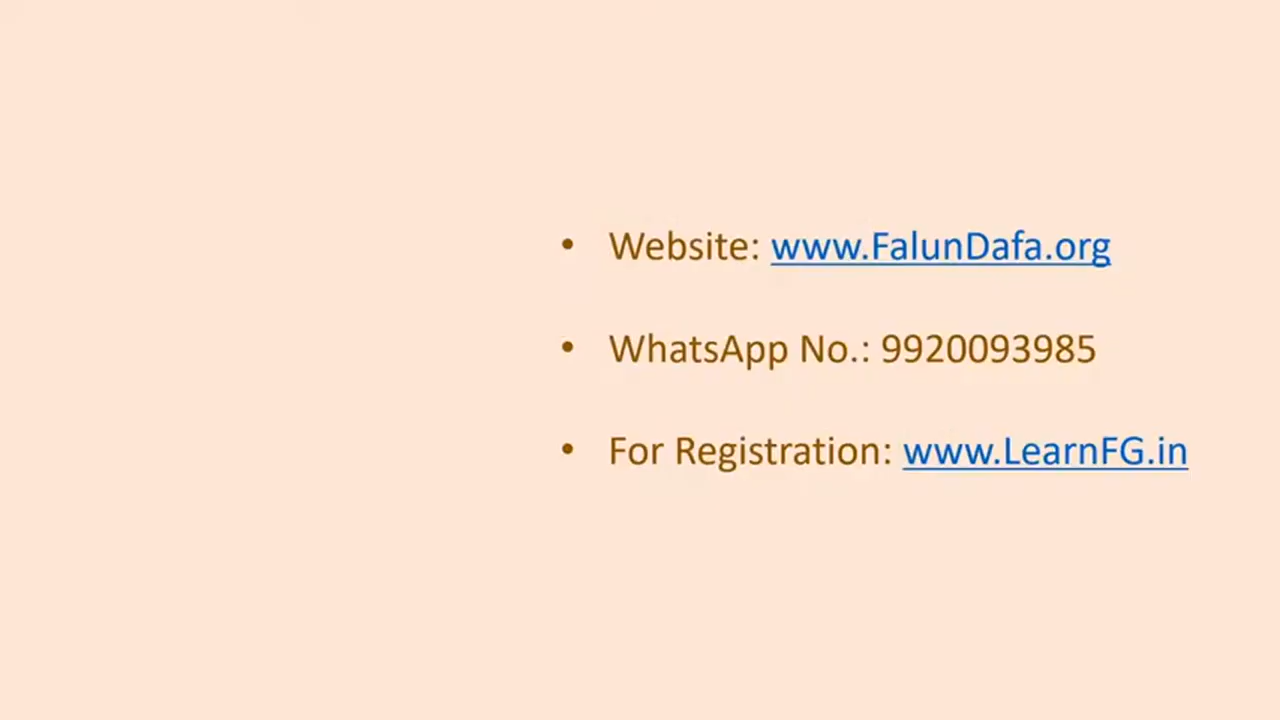 • Website: www.FalunDafa.org
• WhatsApp No.: 9920093985
• For Registration: www.LearnFG.in